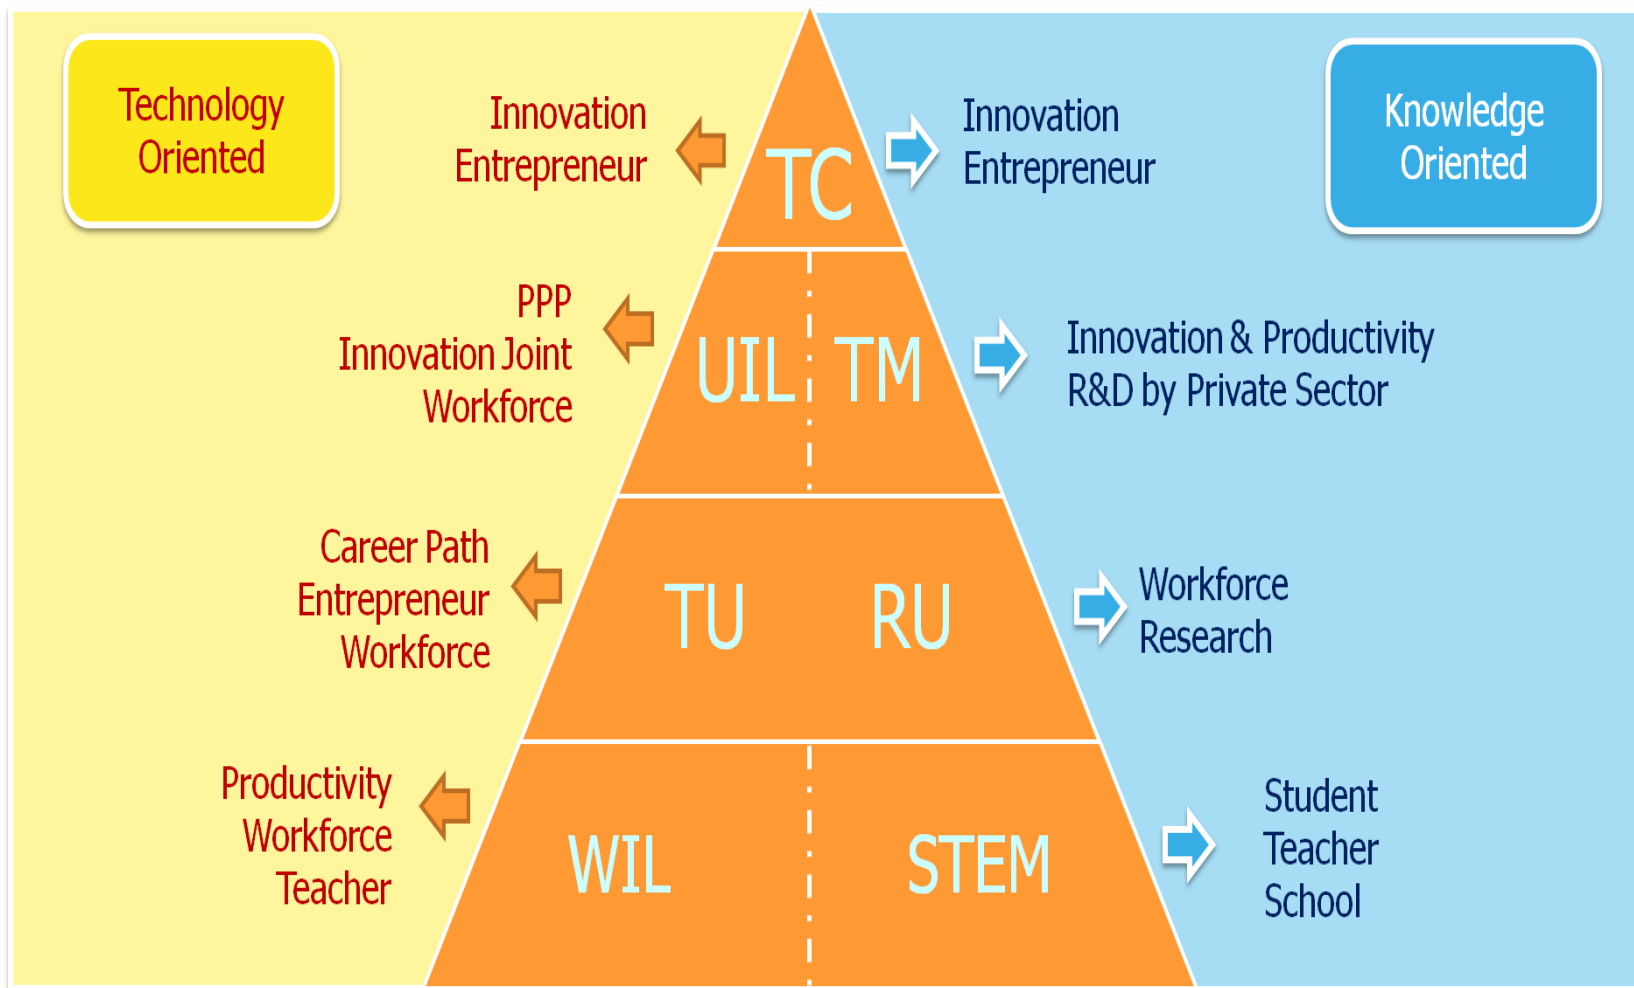 Technology
Oriented
Knowledge
Oriented
Innovation
Entrepreneur
TC
Innovation
Entrepreneur
PPP
Innovation Joint
Workforce
UIL
TM
Innovation & Productivity
R&D by Private Sector
Career Path
Entrepreneur
Workforce
TU
RU
Workforce
Research
Productivity
Workforce
Teacher
WIL
STEM
Student
Teacher
School